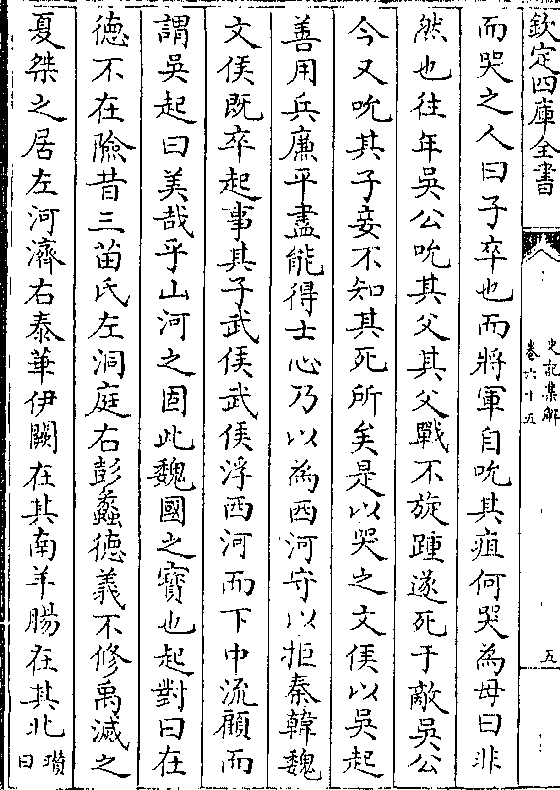 欽定四庫全書
史記集解
卷六十五
五
而哭之人曰子卒也而將軍自吮其疽何哭為母曰非
然也往年吳公吮其父其父戰不旋踵遂死于敵吳公
今又吮其子妾不知其死所矣是以哭之文侯以吳起
善用兵廉平盡能得士心乃以為西河守以拒秦韓魏
文侯既卒起事其子武侯武侯浮西河而下中流顧而
謂吳起曰美哉乎山河之固此魏國之寶也起對曰在
徳不在險昔三苗氏左洞庭右彭蠡德義不修禹滅之
夏桀之居左河濟右泰華伊闕在其南羊腸在其北瓚曰